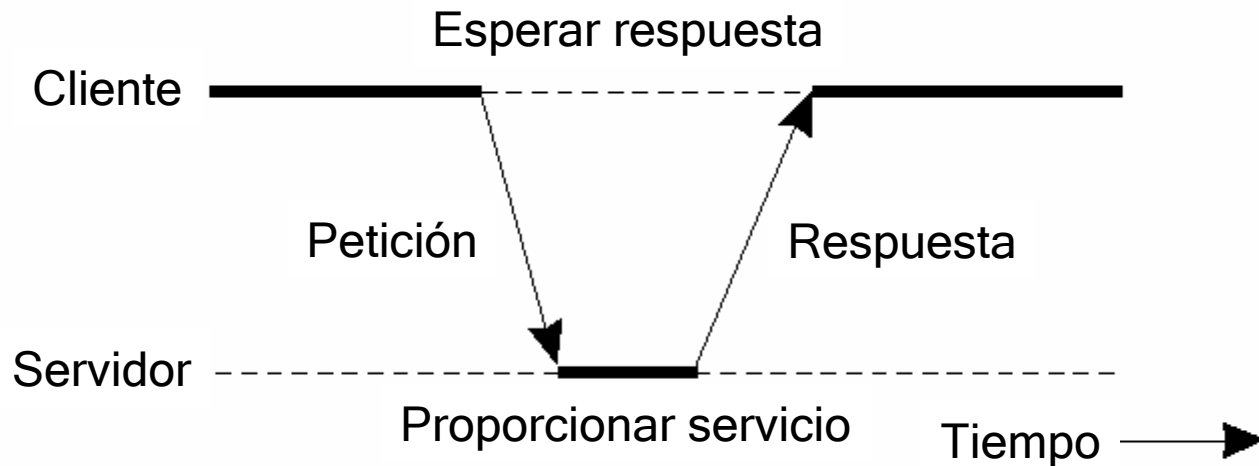 Esperar respuesta
Cliente
Petición
Respuesta
Servidor
Proporcionar servicio
Tiempo